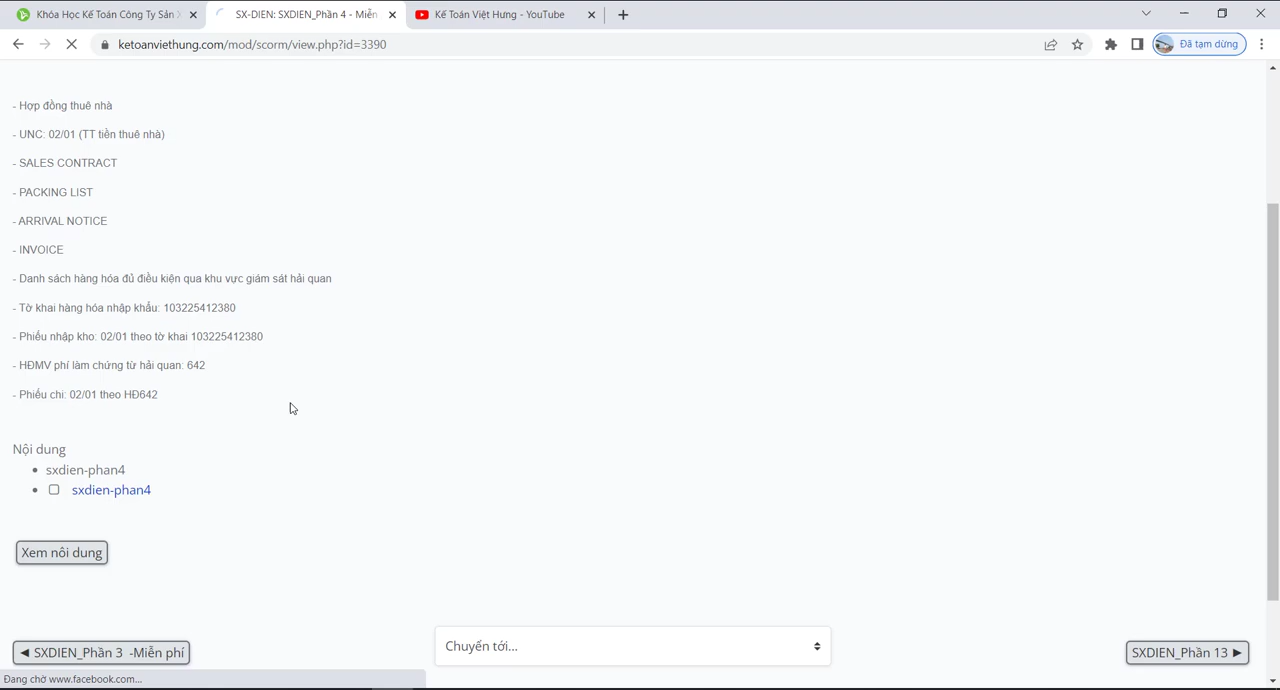 Khóa Học Kế Toán Công Ty Sản X
SX-DIEN: SXDIEN_Phần 4 - Miễn
Kế Toán Việt Hưng - YouTube
ketoanviethung.com/mod/scorm/view.php?id=3390
Đã tạm dừng
- Hợp đồng thuê nhà
- UNC: 02/01 (TT tiền thuê nhà)
- SALES CONTRACT
- PACKING LIST
- ARRIVAL NOTICE
- INVOICE
- Danh sách hàng hóa đủ điều kiện qua khu vực giám sát hải quan
- Tờ khai hàng hóa nhập khẩu: 103225412380
- Phiếu nhập kho: 02/01 theo tờ khai 103225412380
- HĐMV phí làm chứng từ hải quan: 642
- Phiếu chi: 02/01 theo HĐ642
Nội dung
sxdien-phan4
sxdien-phan4
Xem nôi dung
◄ SXDIEN_Phần 3 -Miễn phí
Chuyển tới...
SXDIEN_Phần 13 ►
Đang chờ www.facebook.com...